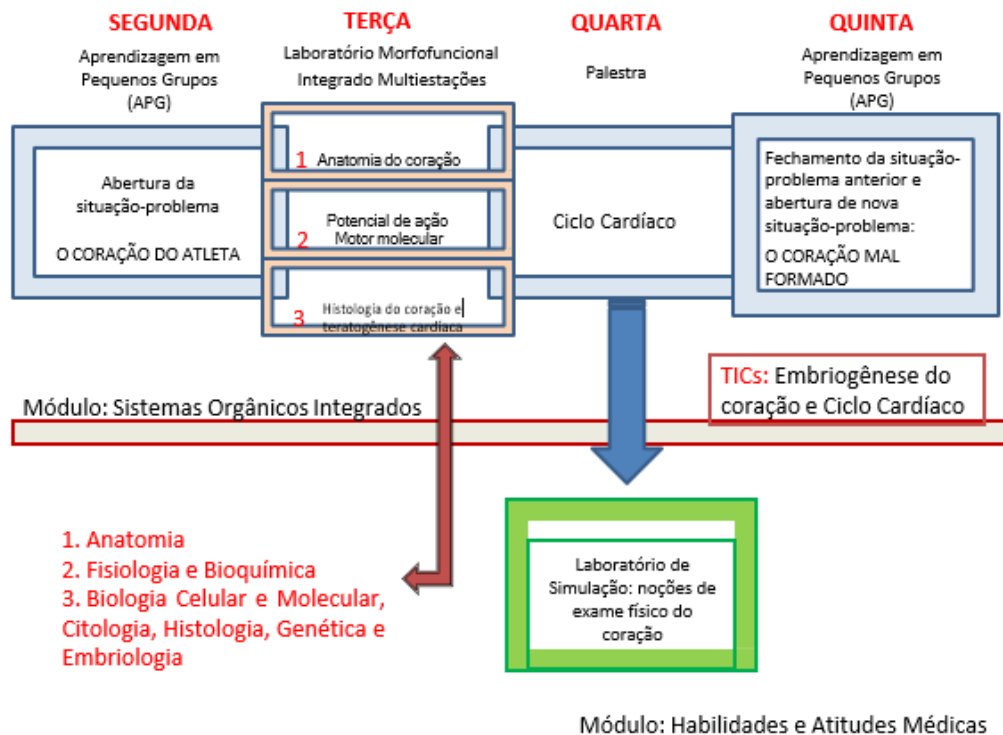 SEGUNDA
Aprendizagem em
Pequenos Grupos
(APG)
TERÇA
Laboratório Morfofuncional
Integrado Multiestações
QUARTA
Palestra
QUINTA
Aprendizagem em
Pequenos Grupos
(APG)
Abertura da
situação-problema
O CORAÇÃO DO ATLETA
1 Anatomia do coração
Potencial de ação
2 Motor molecular
Histologia do coração e
3 teratogênese cardíaca
Ciclo Cardíaco
Fechamento da situação-
problema anterior e
abertura de nova
situação-problema:
O CORAÇÃO MAL
FORMADO
TICs: Embriogênese do
coração e Ciclo Cardíaco
Módulo: Sistemas Orgânicos Integrados
1. Anatomia
2. Fisiologia e Bioquímica
3. Biologia Celular e Molecular,
Citologia, Histologia, Genética e
Embriologia
Laboratório de
Simulação: noções de
exame físico do
coração
Módulo: Habilidades e Atitudes Médicas